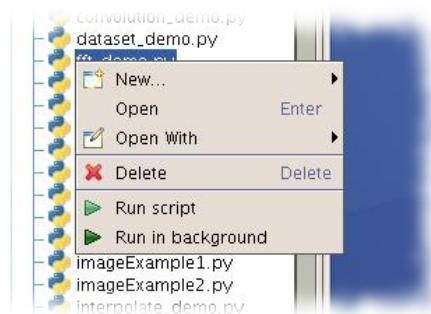 convolution_demo.py
dataset_demo.py
fft_demo.py
New...
Open Enter
Open With
Delete Delete
Run script
Run in background
imageExample1.py
imageExample2.py
interpolate_demo.py